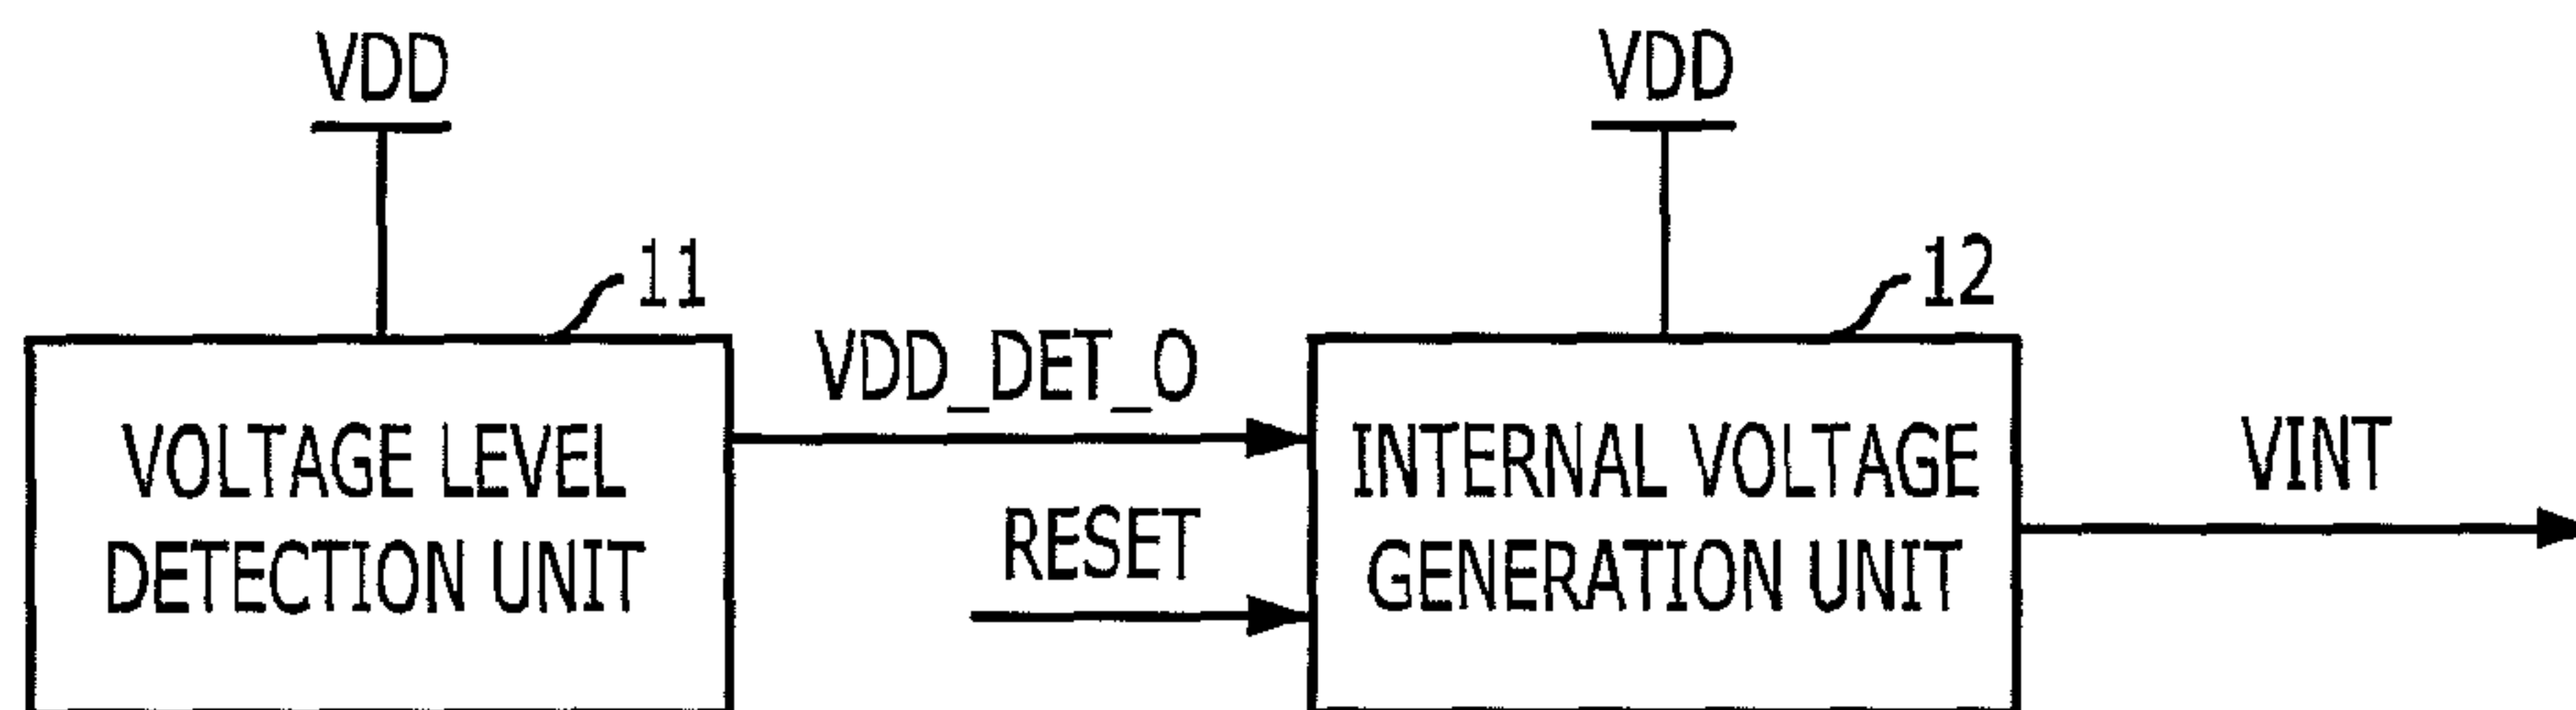 VDD
VDD
11
12
VDD_DET_O
VOLTAGE LEVEL
DETECTION UNIT
RESET
INTERNAL VOLTAGE
GENERATION UNIT
VINT